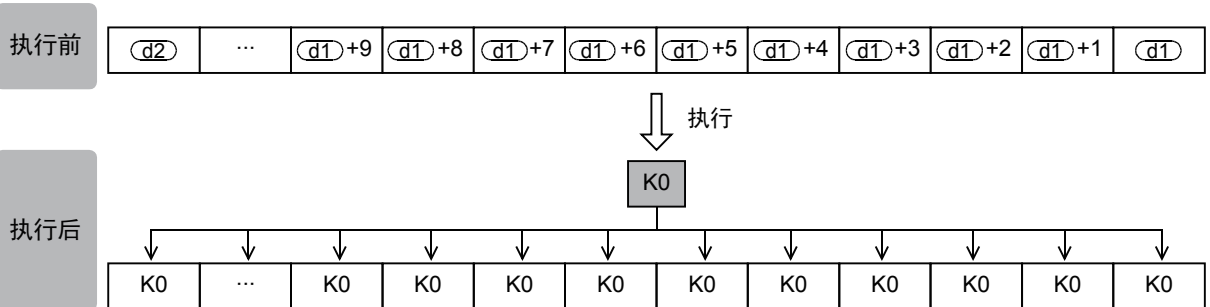 执行前 d2 ... d1+9 d1+8 d1+7 d1+6 d1+5 d1+4 d1+3 d1+2 d1+1 d1
执行
K0
执行后
K0 ... K0 K0 K0 K0 K0 K0 K0 K0 K0 K0